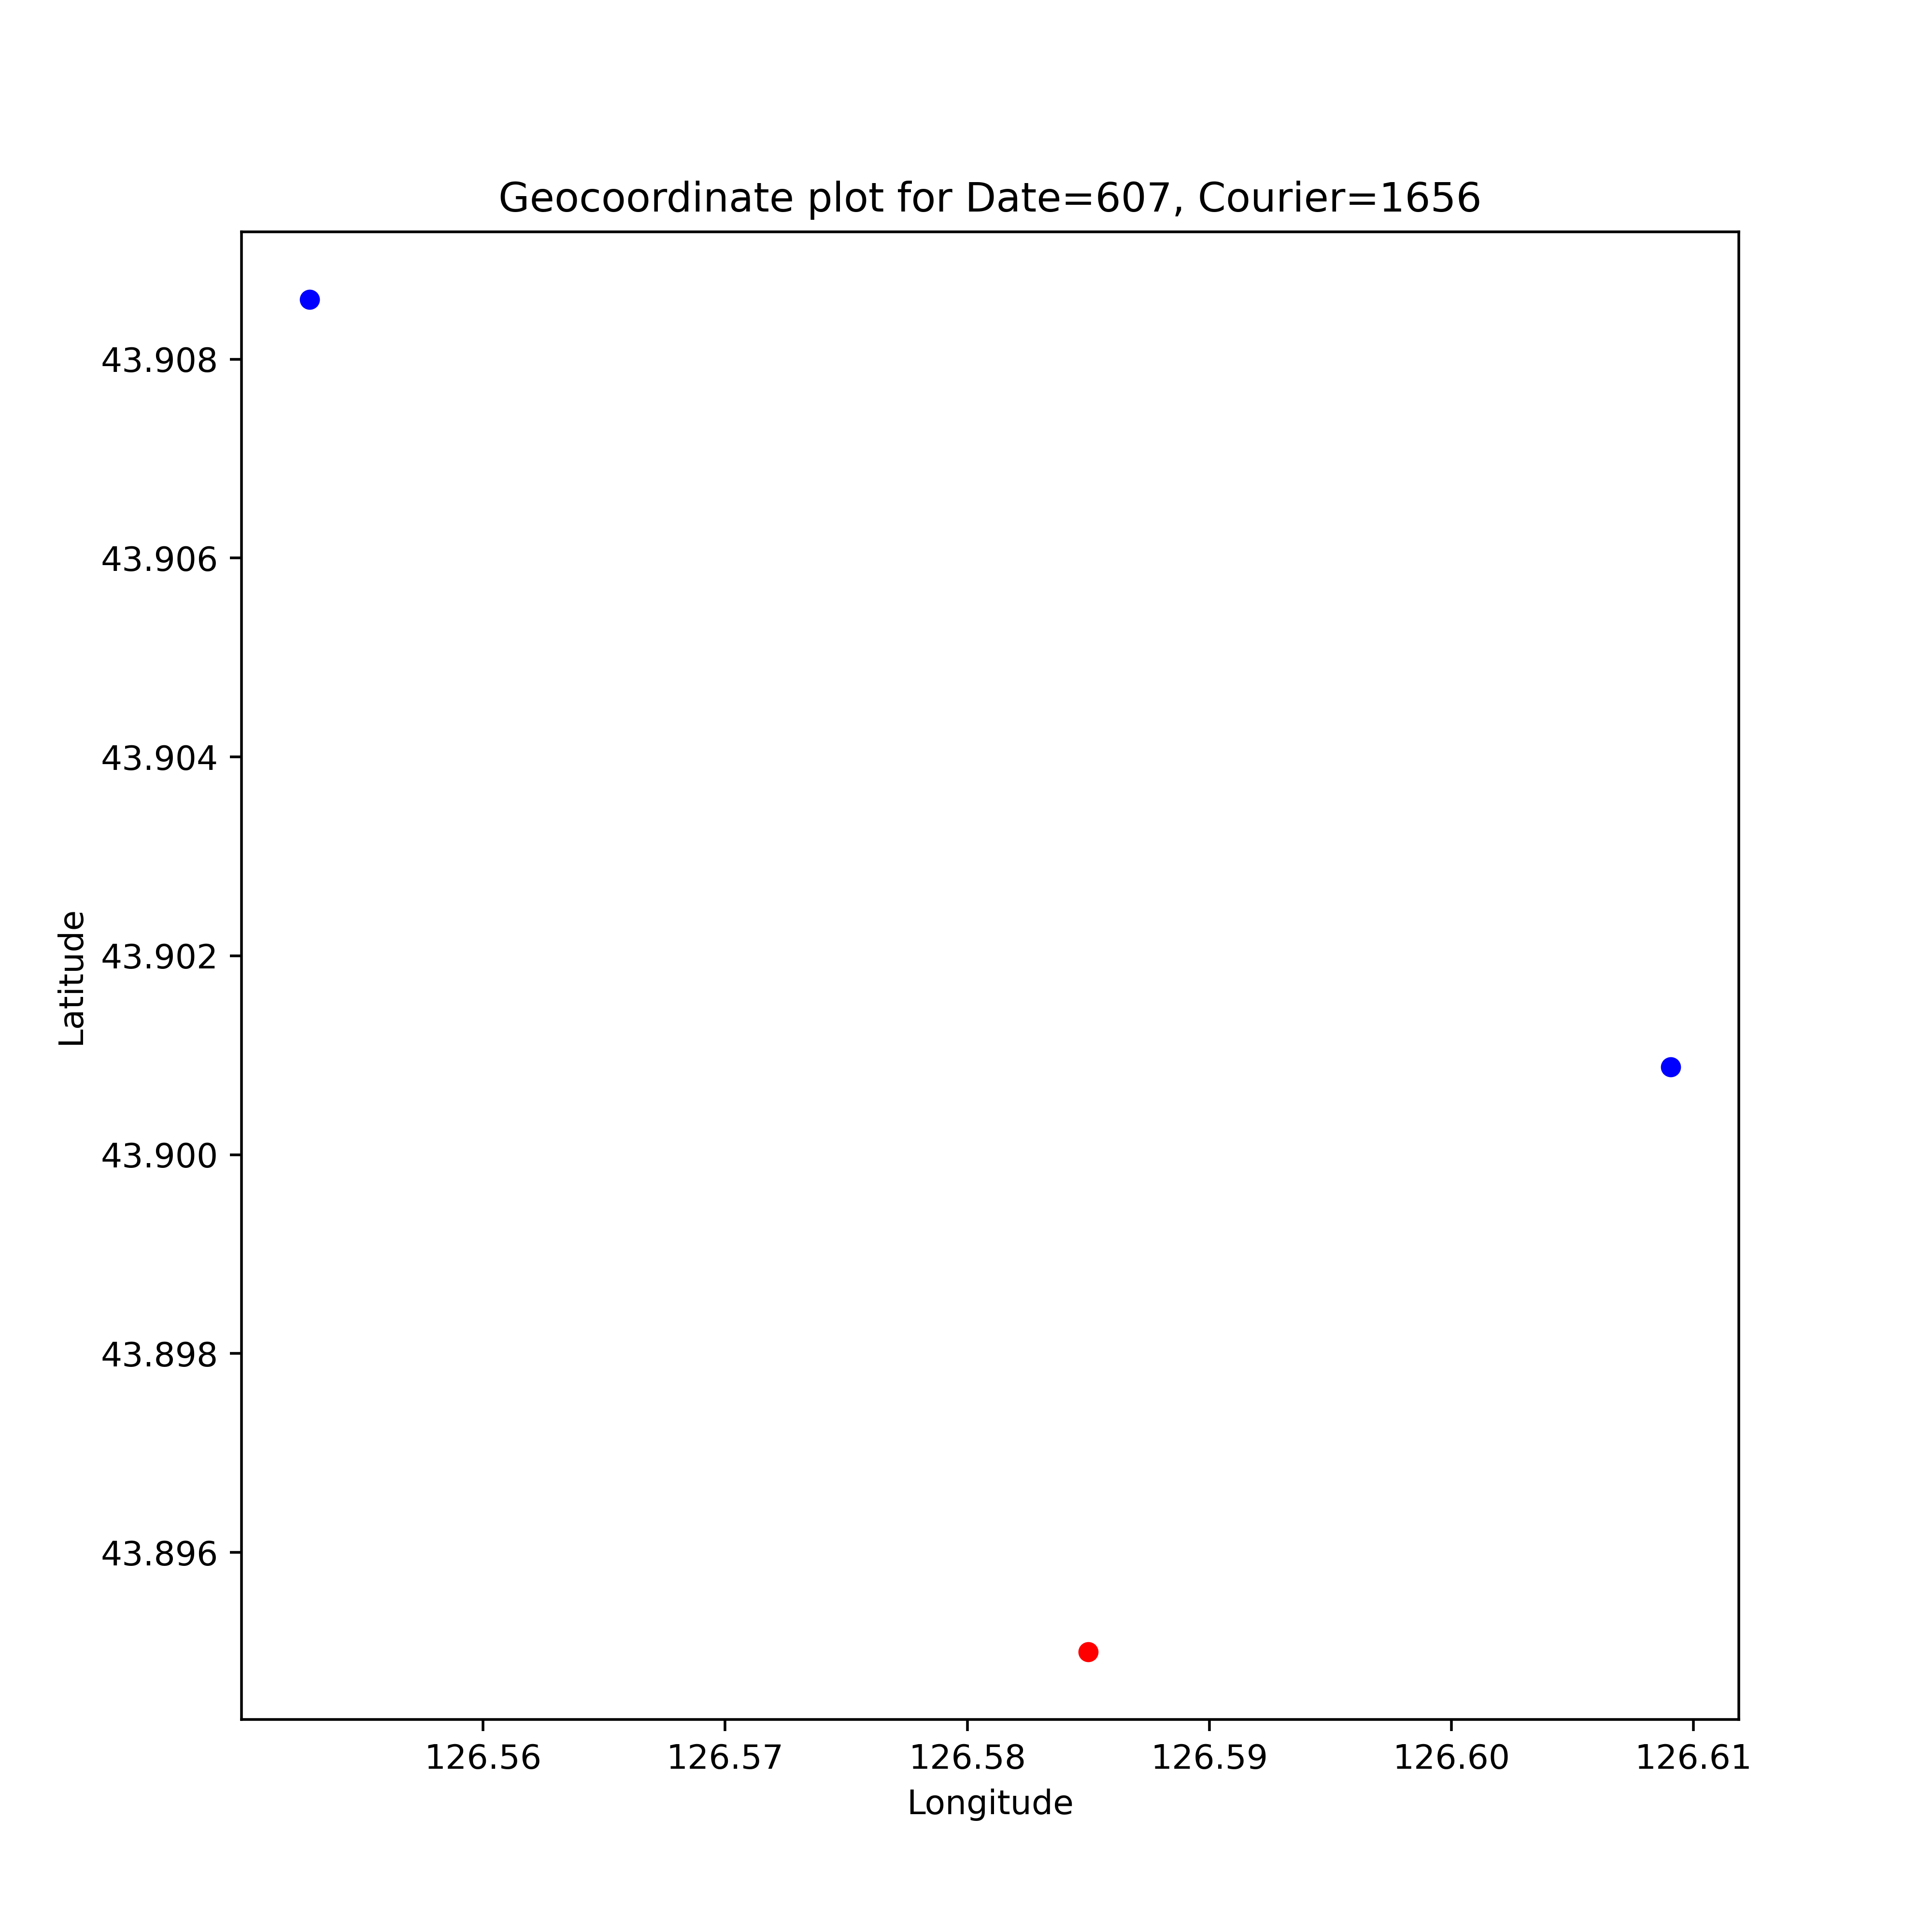 Geocoordinate plot for Date=607, Courier=1656
43.908
43.906
43.904
43.902
43.900
43.898
43.896
Latitude
126.56 126.57 126.58 126.59 126.60 126.61
Longitude